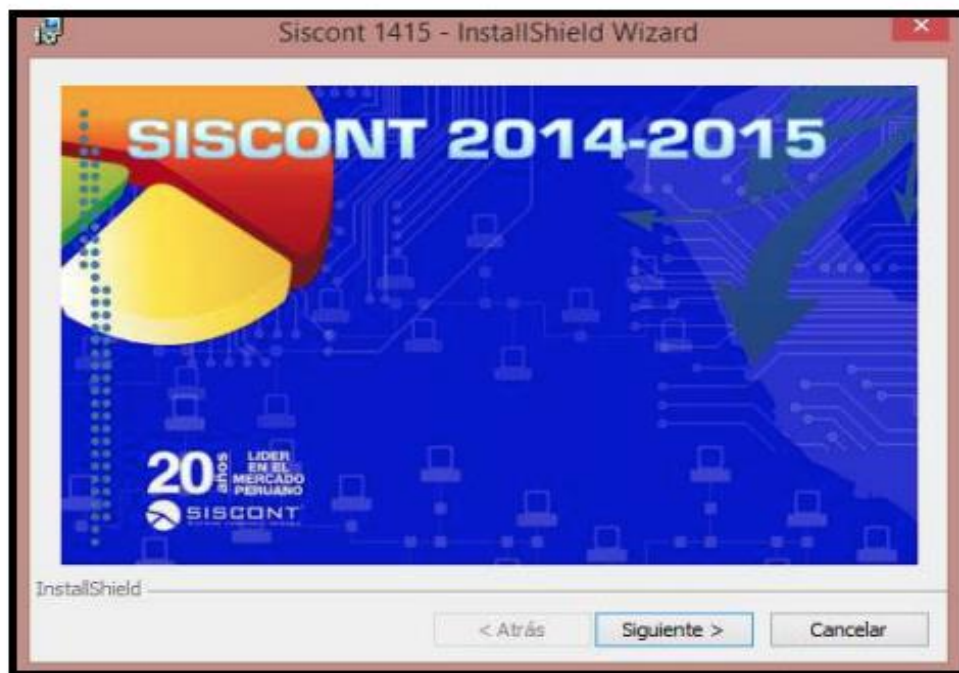 Siscont 1415 - InstallShield Wizard
SISCONT 2014-2015
20 años
LIDER
EN EL
MERCADO
PERUANO
SISCONT
InstallShield
< Atrás
Siguiente >
Cancelar